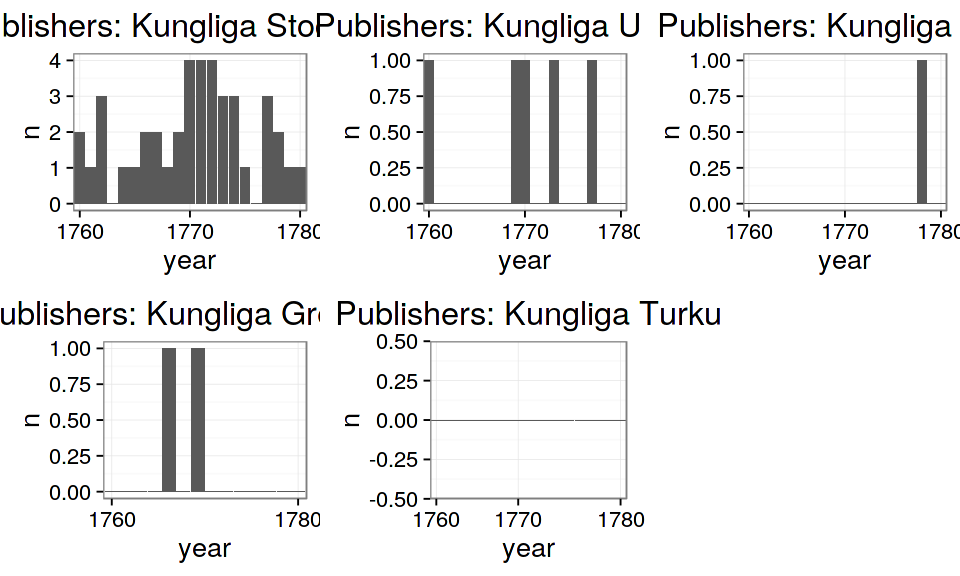 blishers: Kungliga Sto
Publishers: Kungliga U
Publishers: Kungliga
4
3
2
1
0
n
1760 1770 1780
year
1.00
0.75
0.50
0.25
0.00
n
1760 1770 1780
year
1.00
0.75
0.50
0.25
0.00
n
1760 1770 1780
year
ublishers: Kungliga Gr
Publishers: Kungliga Turku
1.00
0.75
0.50
0.25
0.00
n
1760 1780
year
0.50
0.25
0.00
-0.25
-0.50
n
1760 1770 1780
year